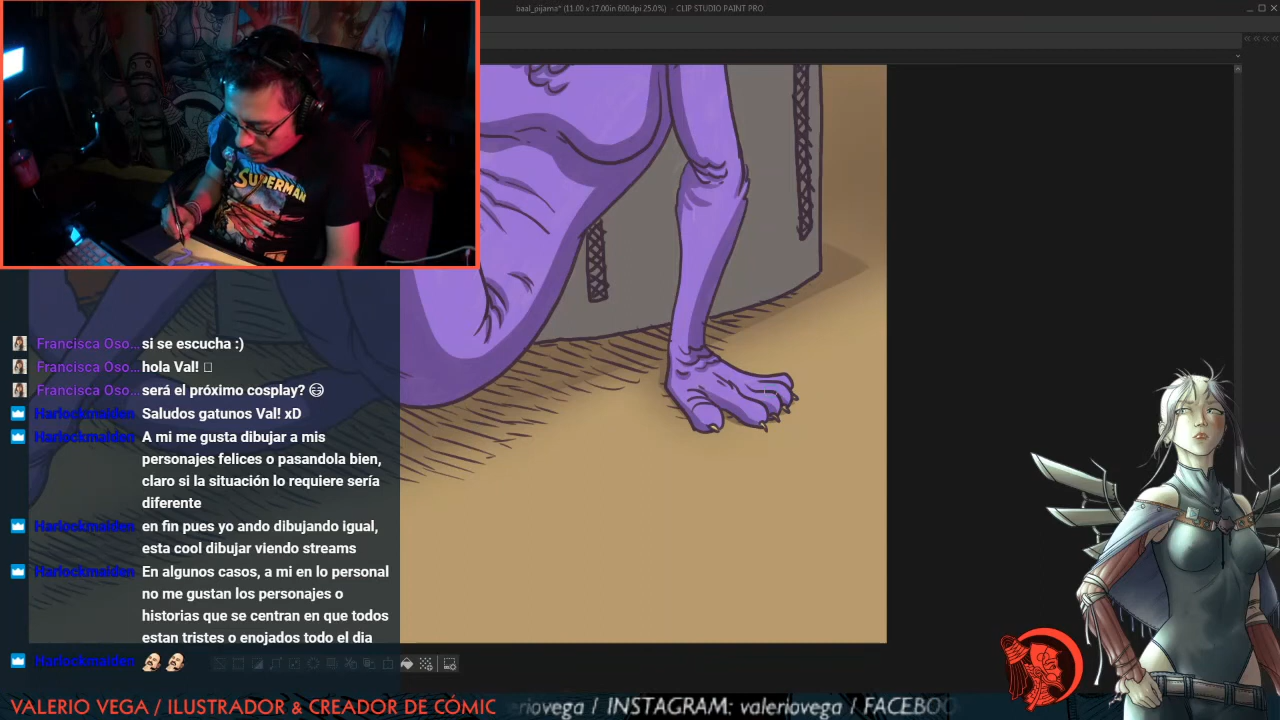 baal_pijama* (11.00 x 17.00in 600dpi 25.0%) - CLIP STUDIO PAINT PRO
SUPERMAN
Francisca Oso... si se escucha :)
Francisca Oso... hola Val!
Francisca Oso... será el próximo cosplay? 😷
Harlockmaiden Saludos gatunos Val! xD
Harlockmaiden A mi me gusta dibujar a mis
personajes felices o pasandola bien,
claro si la situación lo requiere sería
diferente
Harlockmaiden en fin pues yo ando dibujando igual,
esta cool dibujar viendo streams
Harlockmaiden En algunos casos, a mi en lo personal
no me gustan los personajes o
historias que se centran en que todos
estan tristes o enojados todo el dia
Harlockmaiden
VALERIO VEGA / ILUSTRADOR & CREADOR DE CÓMIC
riovega / INSTAGRAM: valeriovega / FACEBO